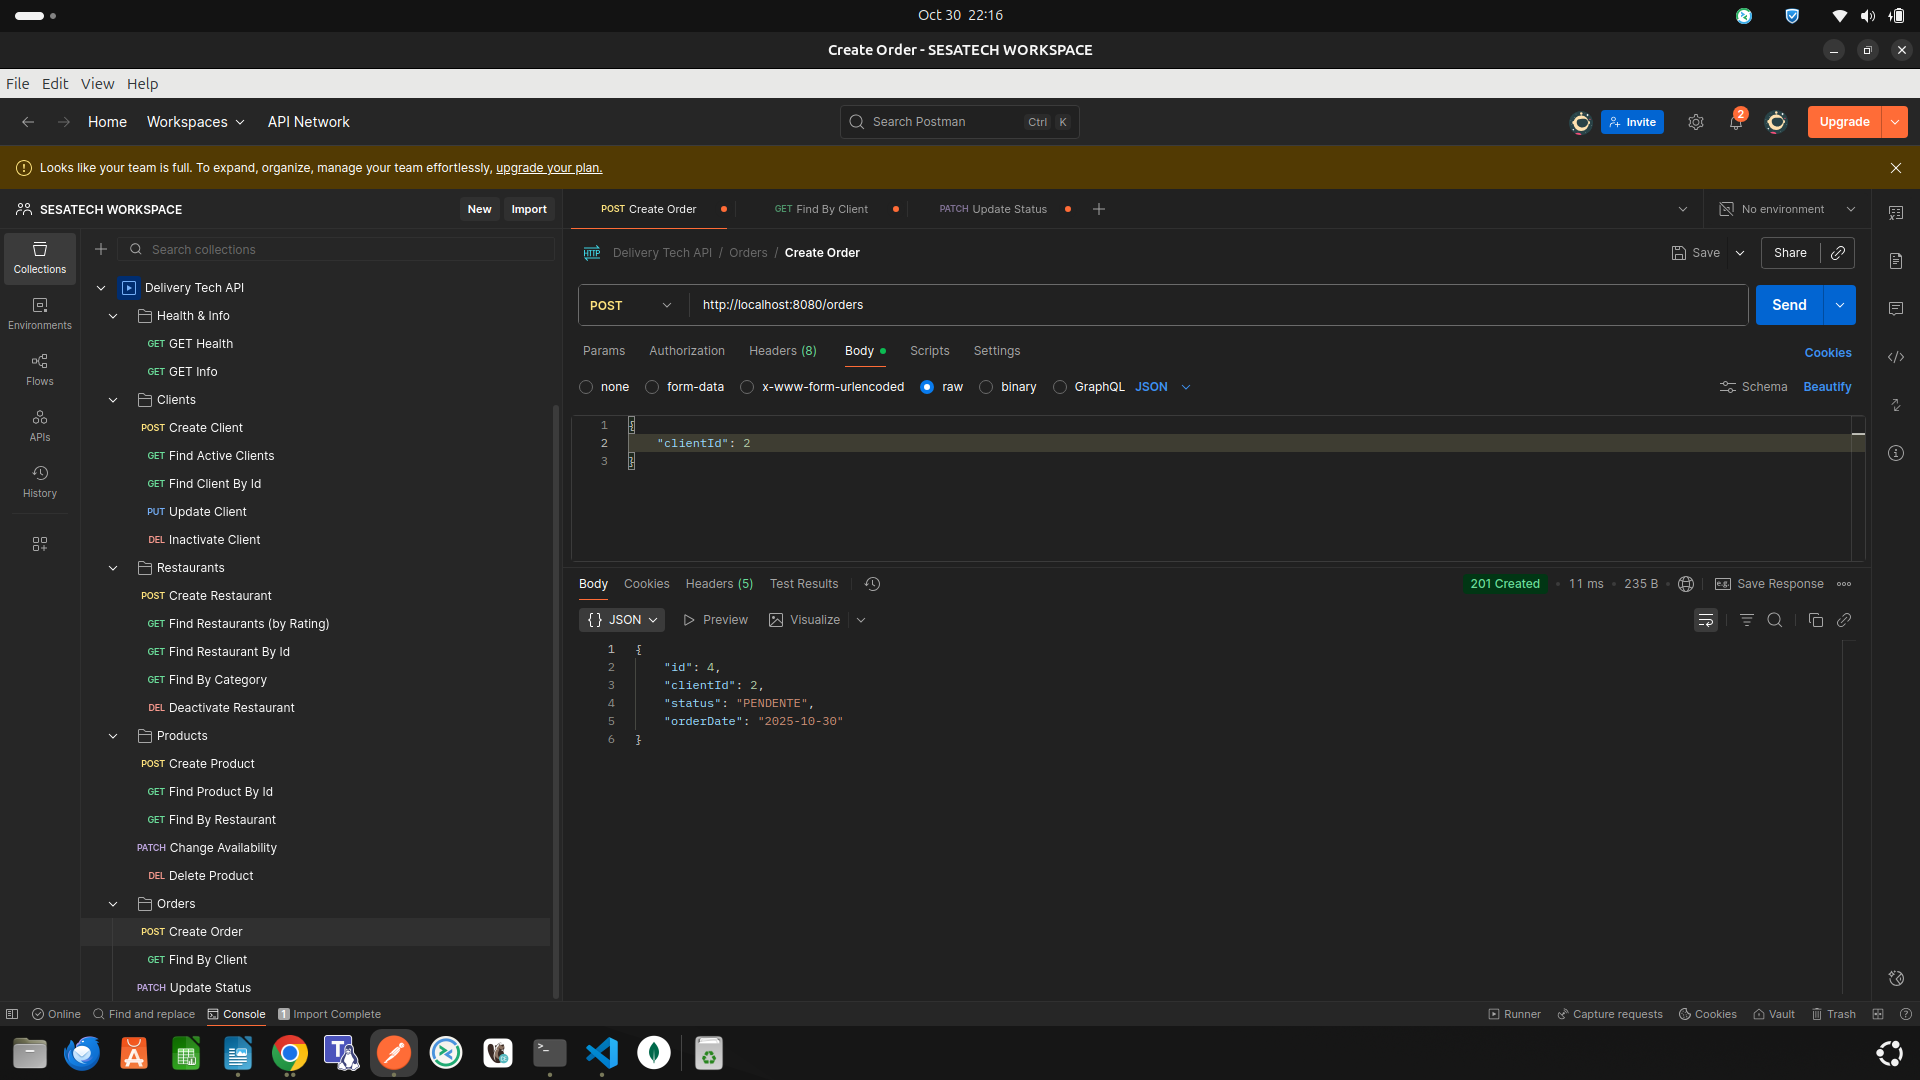 Oct 30 22:16
Create Order - SESATECH WORKSPACE
File Edit View Help
Home Workspaces API Network
Search Postman Ctrl K
Invite
2
Upgrade
Looks like your team is full. To expand, organize, manage your team effortlessly, upgrade your plan.
SESATECH WORKSPACE New Import
POST Create Order GET Find By Client PATCH Update Status
No environment
Collections
Environments
Flows
APIs
History
Search collections
Delivery Tech API
Health & Info
GET GET Health
GET GET Info
Clients
POST Create Client
GET Find Active Clients
GET Find Client By Id
PUT Update Client
DEL Inactivate Client
Restaurants
POST Create Restaurant
GET Find Restaurants (by Rating)
GET Find Restaurant By Id
GET Find By Category
DEL Deactivate Restaurant
Products
POST Create Product
GET Find Product By Id
GET Find By Restaurant
PATCH Change Availability
DEL Delete Product
Orders
POST Create Order
GET Find By Client
PATCH Update Status
HTTP Delivery Tech API / Orders / Create Order
Save Share
POST http://localhost:8080/orders Send
Params Authorization Headers (8) Body Scripts Settings Cookies
none form-data x-www-form-urlencoded raw binary GraphQL JSON Schema Beautify
1 {
2 "clientId": 2
3 }
Body Cookies Headers (5) Test Results 201 Created 11 ms 235 B e.g. Save Response
{} JSON Preview Visualize
1 {
2 "id": 4,
3 "clientId": 2,
4 "status": "PENDENTE",
5 "orderDate": "2025-10-30"
6 }
Online Find and replace Console 1 Import Complete Runner Capture requests Cookies Vault Trash